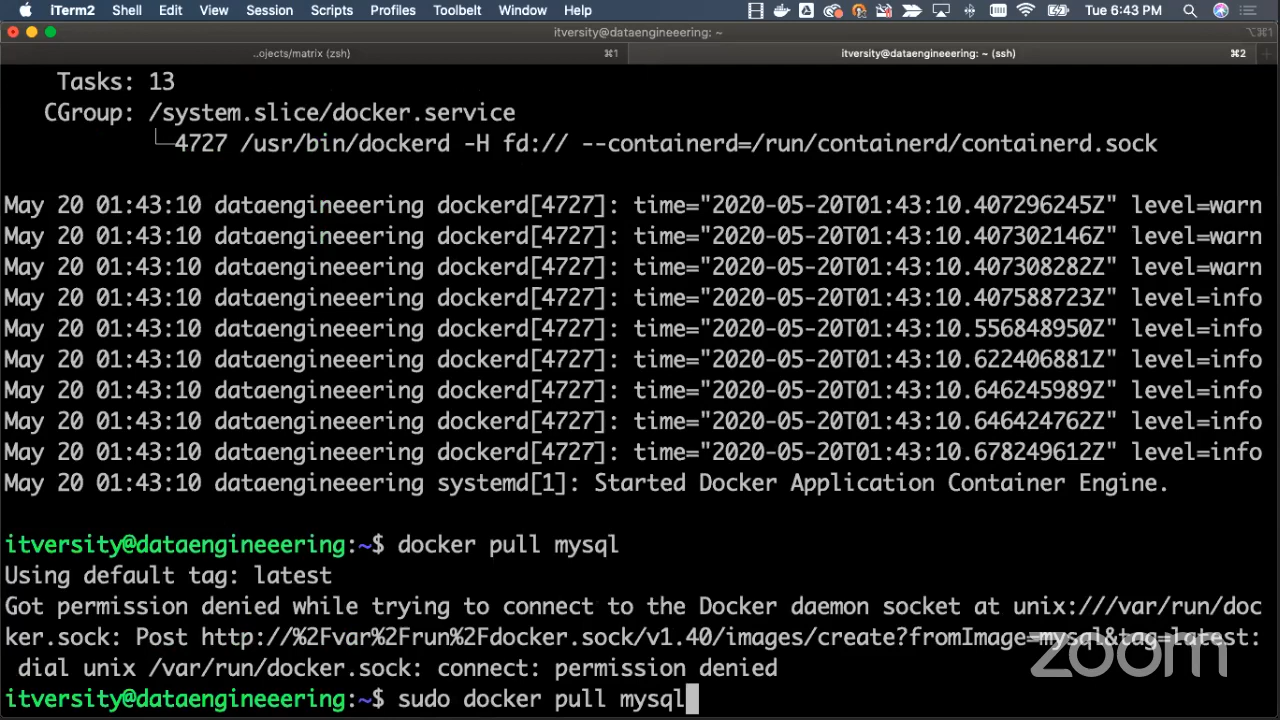 iTerm2 Shell Edit View Session Scripts Profiles Toolbelt Window Help Tue 6:43 PM
itversity@dataengineeering: ~ ⌥⌘1
..ojects/matrix (zsh) ⌘1 itversity@dataengineeering: ~ (ssh) ⌘2
Tasks: 13
CGroup: /system.slice/docker.service
└─4727 /usr/bin/dockerd -H fd:// --containerd=/run/containerd/containerd.sock
May 20 01:43:10 dataengineeering dockerd[4727]: time="2020-05-20T01:43:10.407296245Z" level=warn
May 20 01:43:10 dataengineeering dockerd[4727]: time="2020-05-20T01:43:10.407302146Z" level=warn
May 20 01:43:10 dataengineeering dockerd[4727]: time="2020-05-20T01:43:10.407308282Z" level=warn
May 20 01:43:10 dataengineeering dockerd[4727]: time="2020-05-20T01:43:10.407588723Z" level=info
May 20 01:43:10 dataengineeering dockerd[4727]: time="2020-05-20T01:43:10.556848950Z" level=info
May 20 01:43:10 dataengineeering dockerd[4727]: time="2020-05-20T01:43:10.622406881Z" level=info
May 20 01:43:10 dataengineeering dockerd[4727]: time="2020-05-20T01:43:10.646245989Z" level=info
May 20 01:43:10 dataengineeering dockerd[4727]: time="2020-05-20T01:43:10.646424762Z" level=info
May 20 01:43:10 dataengineeering dockerd[4727]: time="2020-05-20T01:43:10.678249612Z" level=info
May 20 01:43:10 dataengineeering systemd[1]: Started Docker Application Container Engine.
itversity@dataengineeering:~$ docker pull mysql
Using default tag: latest
Got permission denied while trying to connect to the Docker daemon socket at unix:///var/run/doc
ker.sock: Post http://%2Fvar%2Frun%2Fdocker.sock/v1.40/images/create?fromImage=mysql&tag=latest:
dial unix /var/run/docker.sock: connect: permission denied
itversity@dataengineeering:~$ sudo docker pull mysql
zoom